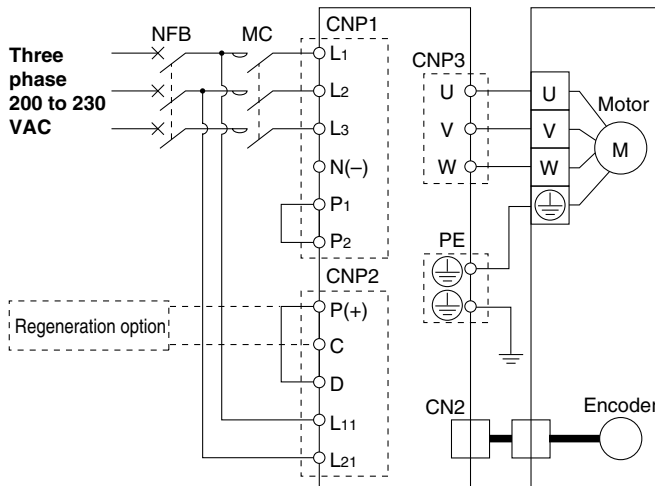 Three
phase
200 to 230
VAC
NFB
MC
CNP1
L1
L2
L3
N(–)
P1
P2
CNP2
P(+)
C
D
L11
L21
Regeneration option
CNP3
U
V
W
PE
CN2
U
V
W
Motor
M
Encoder